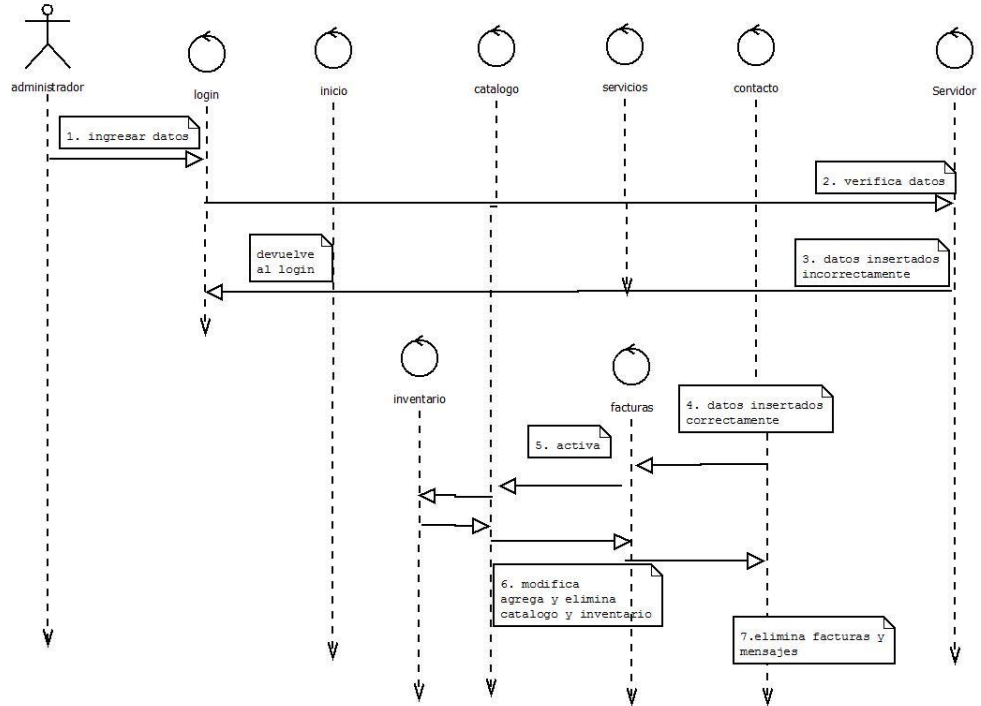 administrador
login
inicio
catalogo
servicios
contacto
Servidor
1. ingresar datos
2. verifica datos
devuelve
al login
3. datos insertados
incorrectamente
inventario
facturas
4. datos insertados
correctamente
5. activa
6. modifica
agrega y elimina
catalogo y inventario
7.elimina facturas y
mensajes